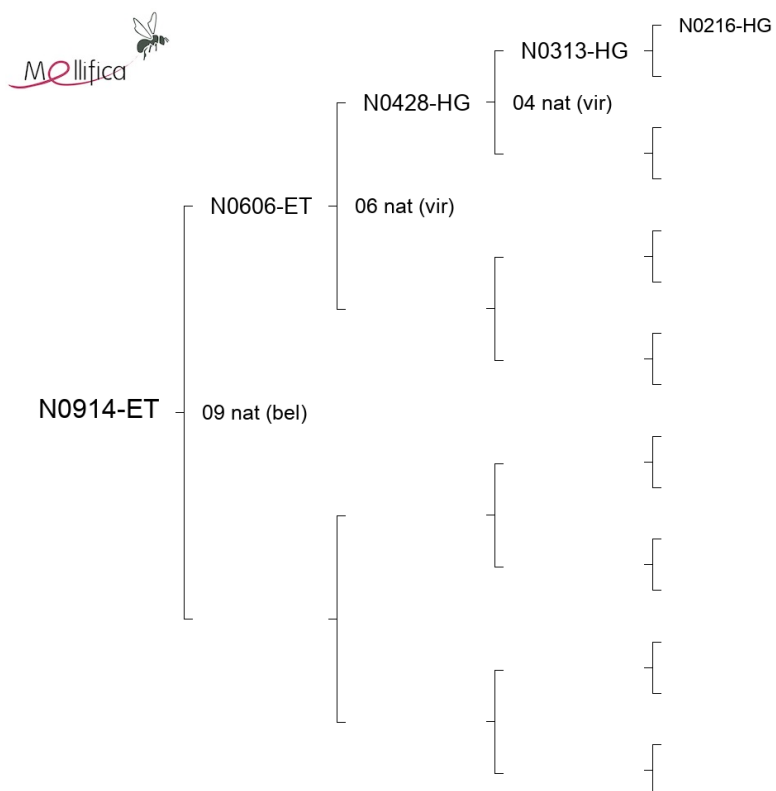 Mellifica
N0216-HG
N0313-HG
N0428-HG
04 nat (vir)
N0606-ET
06 nat (vir)
N0914-ET
09 nat (bel)